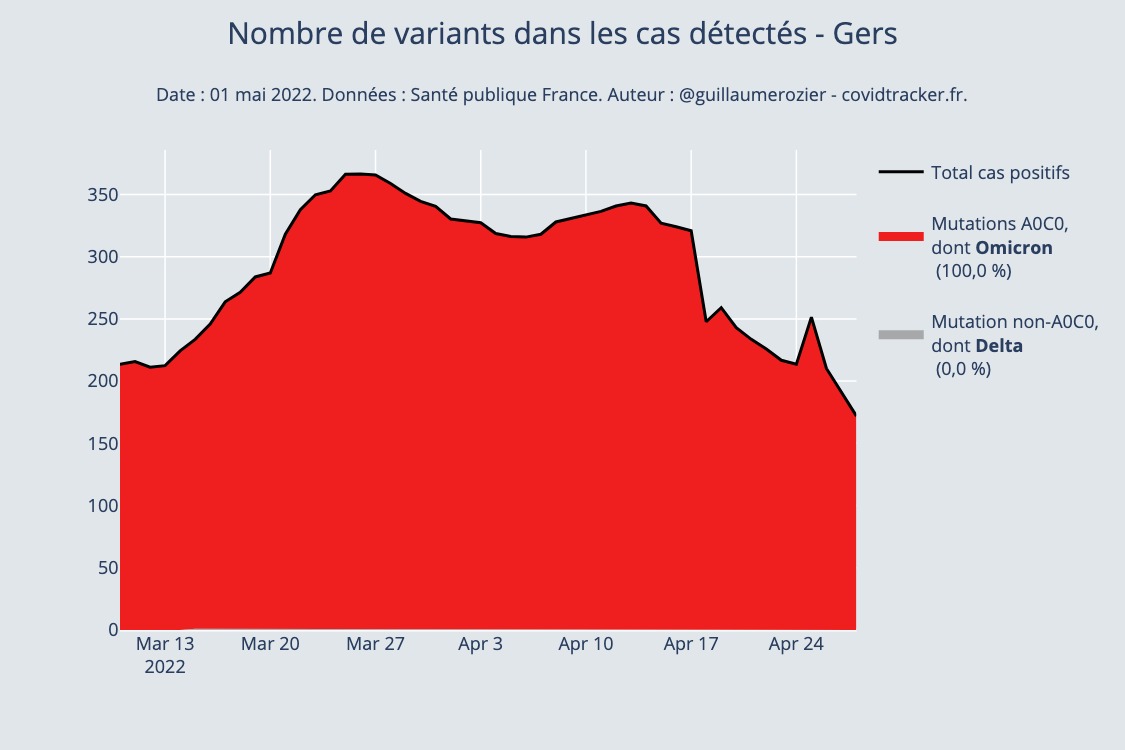 Nombre de variants dans les cas détectés - Gers
Date : 01 mai 2022. Données : Santé publique France. Auteur : @guillaumerozier - covidtracker.fr.
350
300
250
200
150
100
50
0
Mar 13
2022
Mar 20
Mar 27
Apr 3
Apr 10
Apr 17
Apr 24
Total cas positifs
Mutations A0C0,
dont Omicron
(100,0 %)
Mutation non-A0C0,
dont Delta
(0,0 %)